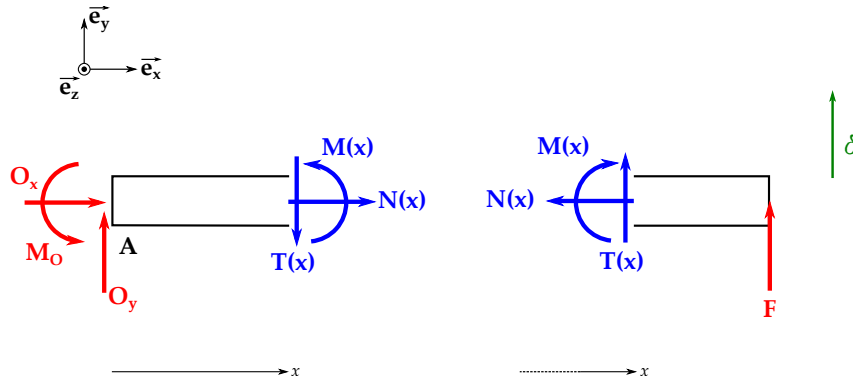 e_y
e_x
e_z
δ
M(x)
M(x)
O_x
N(x)
N(x)
A
M_O
T(x)
T(x)
O_y
F
x
x